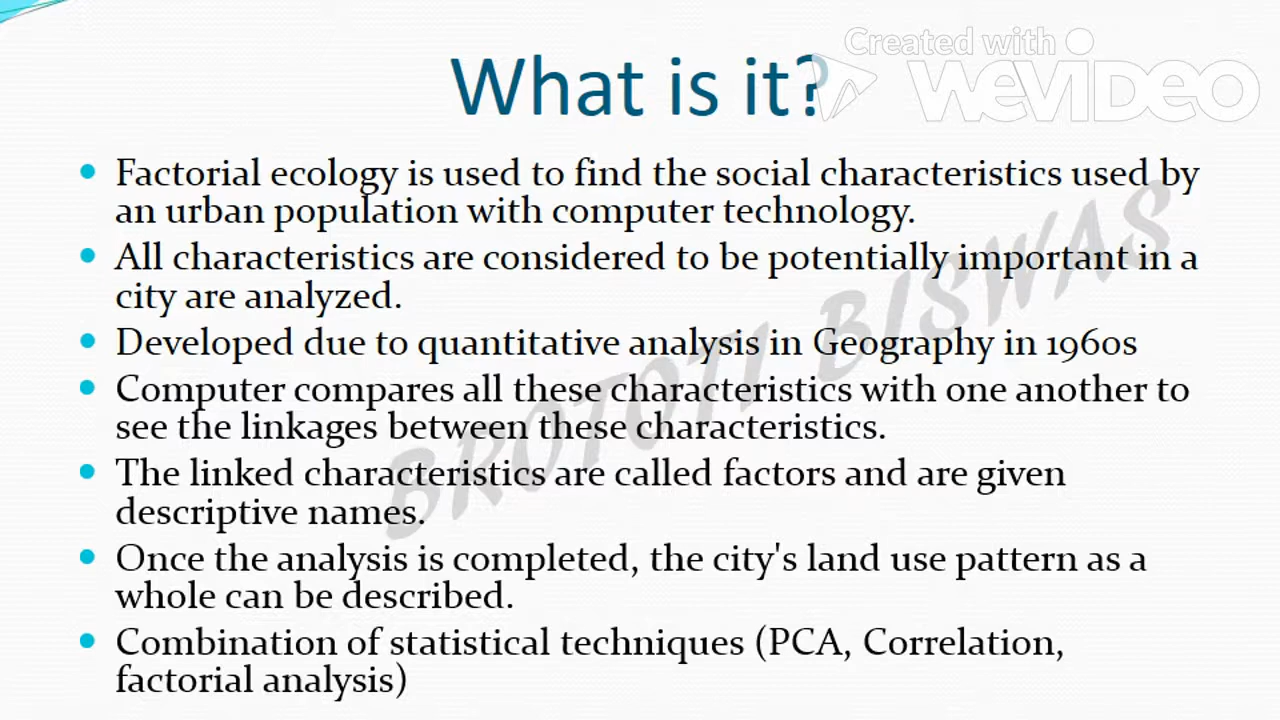 Created with
WEVIDEO
What is it?
Factorial ecology is used to find the social characteristics used by
an urban population with computer technology.
All characteristics are considered to be potentially important in a
city are analyzed.
Developed due to quantitative analysis in Geography in 1960s
Computer compares all these characteristics with one another to
see the linkages between these characteristics.
The linked characteristics are called factors and are given
descriptive names.
Once the analysis is completed, the city's land use pattern as a
whole can be described.
Combination of statistical techniques (PCA, Correlation,
factorial analysis)
BROTOTI BISWAS